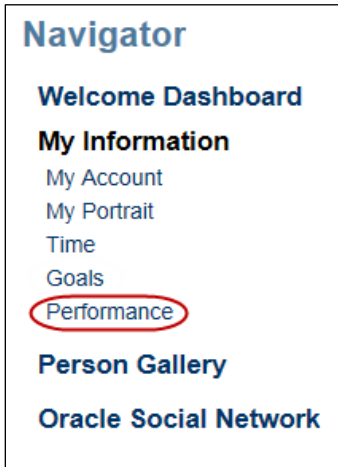 Navigator
Welcome Dashboard
My Information
My Account
My Portrait
Time
Goals
Performance
Person Gallery
Oracle Social Network